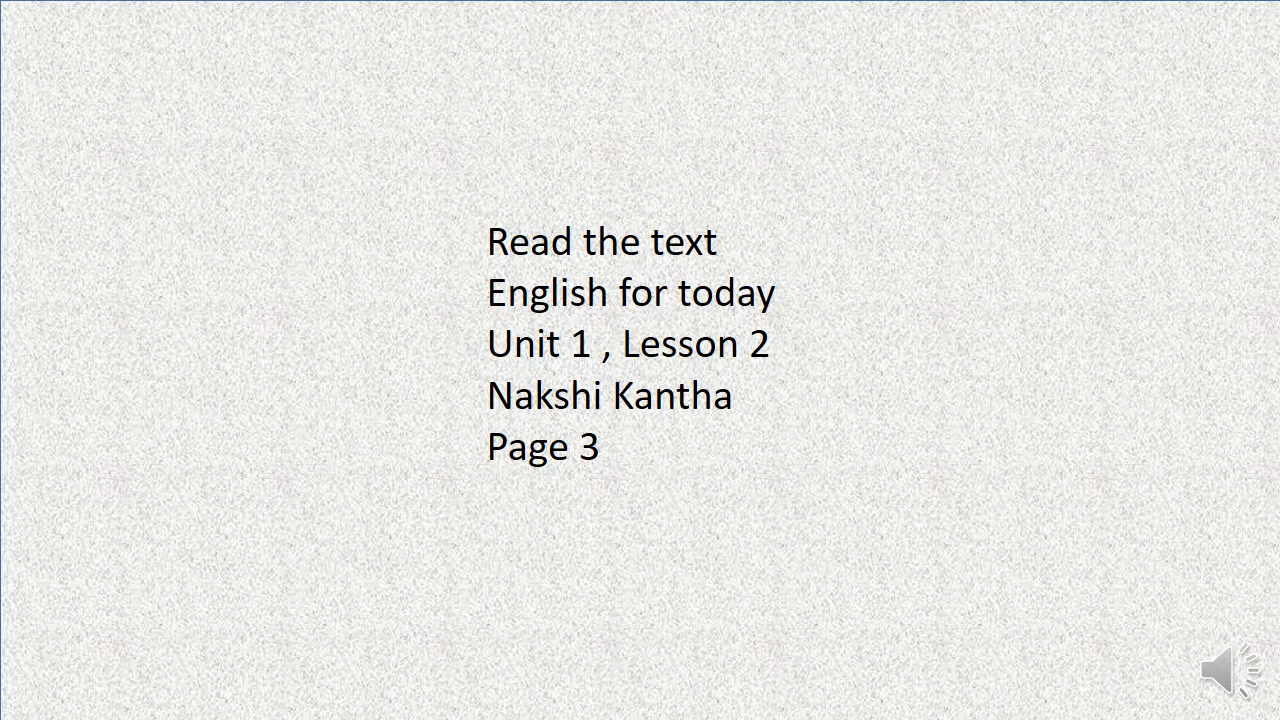 Read the text
English for today
Unit 1 , Lesson 2
Nakshi Kantha
Page 3